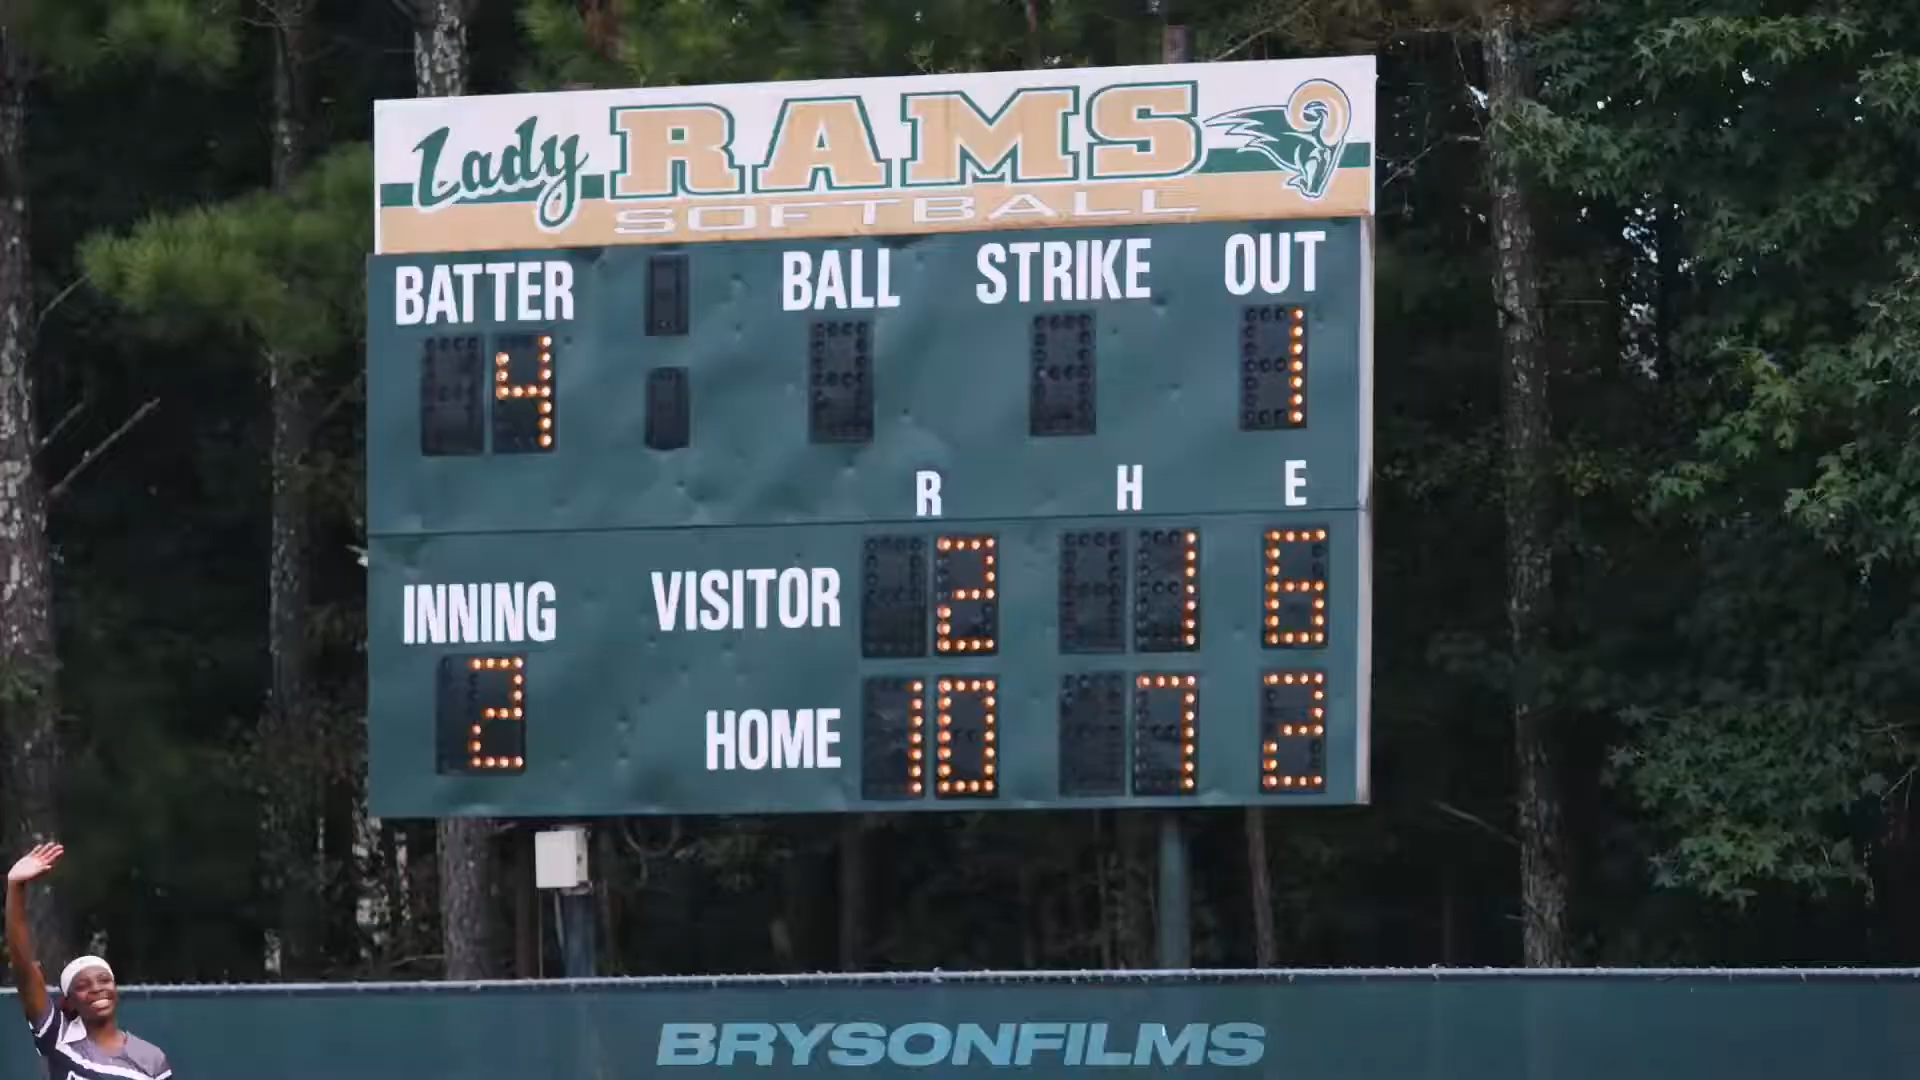 Lady RAMS
SOFTBALL
BATTER BALL STRIKE OUT
4 1
R H E
INNING VISITOR 2 1 6
2 HOME 10 7 2
BRYSONFILMS